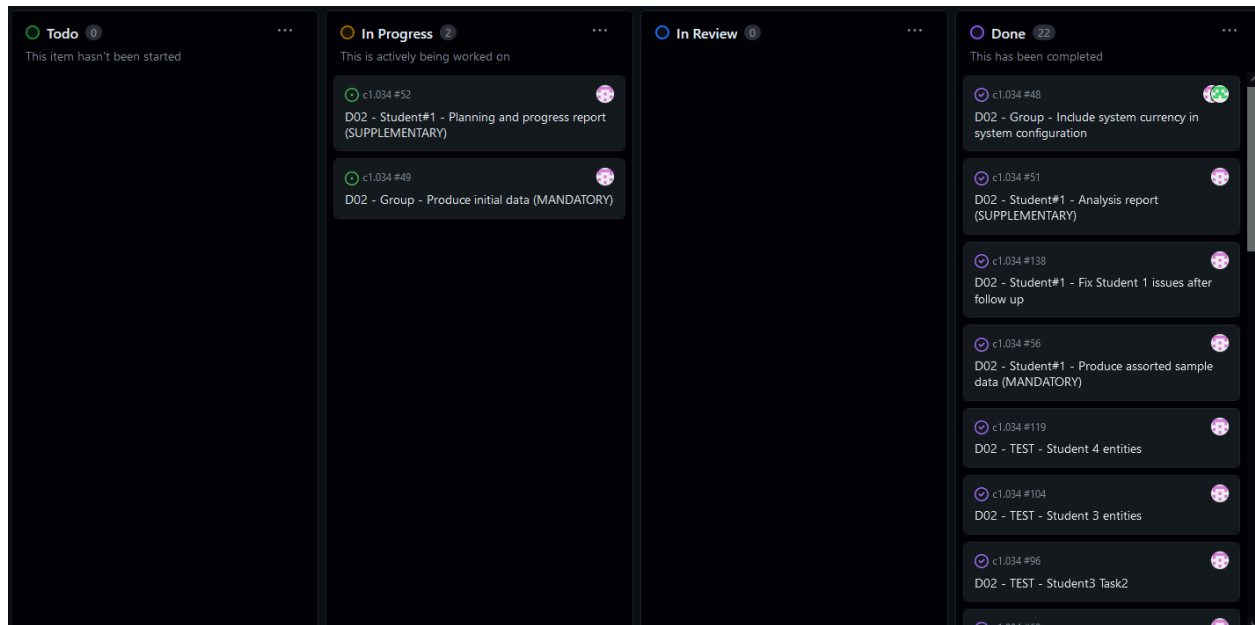 Todo 0
This item hasn't been started
In Progress 2
This is actively being worked on
c1.034 #52
D02 - Student#1 - Planning and progress report
(SUPPLEMENTARY)
c1.034 #49
D02 - Group - Produce initial data (MANDATORY)
In Review 0
Done 22
This has been completed
c1.034 #48
D02 - Group - Include system currency in
system configuration
c1.034 #51
D02 - Student#1 - Analysis report
(SUPPLEMENTARY)
c1.034 #138
D02 - Student#1 - Fix Student 1 issues after
follow up
c1.034 #56
D02 - Student#1 - Produce assorted sample
data (MANDATORY)
c1.034 #119
D02 - TEST - Student 4 entities
c1.034 #104
D02 - TEST - Student 3 entities
c1.034 #96
D02 - TEST - Student3 Task2